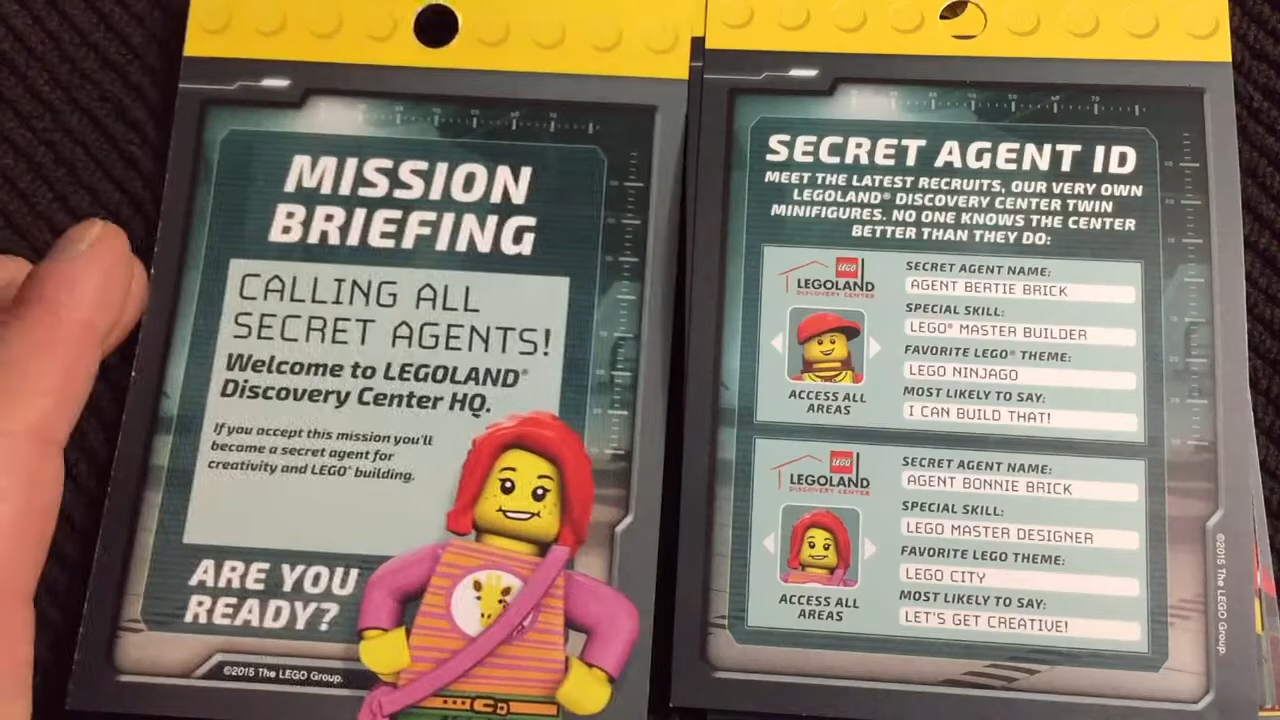 MISSION
BRIEFING
CALLING ALL
SECRET AGENTS!
Welcome to LEGOLAND®
Discovery Center HQ.
If you accept this mission you'll
become a secret agent for
creativity and LEGO® building.
ARE YOU
READY?
©2015 The LEGO Group.
SECRET AGENT ID
MEET THE LATEST RECRUITS, OUR VERY OWN
LEGOLAND® DISCOVERY CENTER TWIN
MINIFIGURES. NO ONE KNOWS THE CENTER
BETTER THAN THEY DO:
LEGO
LEGOLAND
DISCOVERY CENTER
ACCESS ALL
AREAS
SECRET AGENT NAME:
AGENT BERTIE BRICK
SPECIAL SKILL:
LEGO® MASTER BUILDER
FAVORITE LEGO® THEME:
LEGO NINJAGO
MOST LIKELY TO SAY:
I CAN BUILD THAT!
LEGO
LEGOLAND
DISCOVERY CENTER
ACCESS ALL
AREAS
SECRET AGENT NAME:
AGENT BONNIE BRICK
SPECIAL SKILL:
LEGO MASTER DESIGNER
FAVORITE LEGO THEME:
LEGO CITY
MOST LIKELY TO SAY:
LET'S GET CREATIVE!
©2015 The LEGO Group.